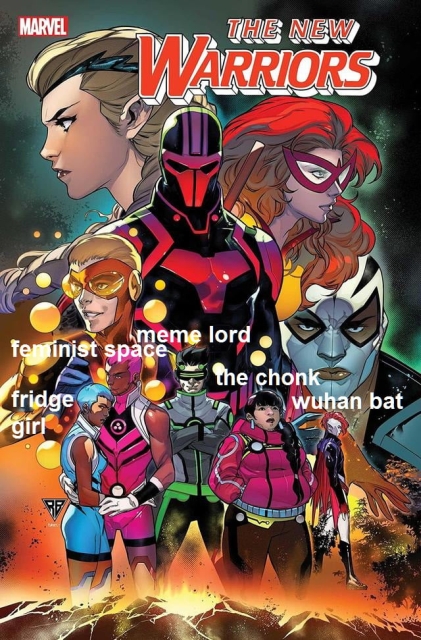 MARVEL
THE NEW
WARRIORS
meme lord
feminist space
the chonk
fridge
girl
wuhan bat